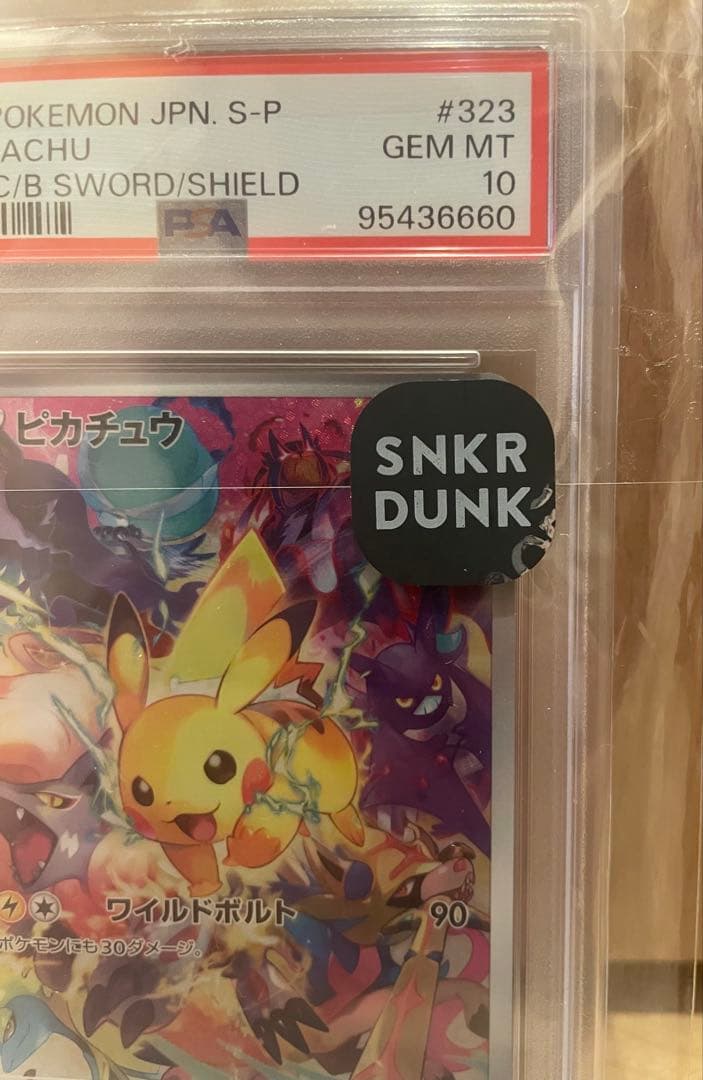 POKEMON JPN. S-P #323
ACHU GEM MT
C/B SWORD/SHIELD 10
PSA 95436660
ピカチュウ
SNKR
DUNK
ワイルドボルト 90
ポケモンにも30ダメージ。